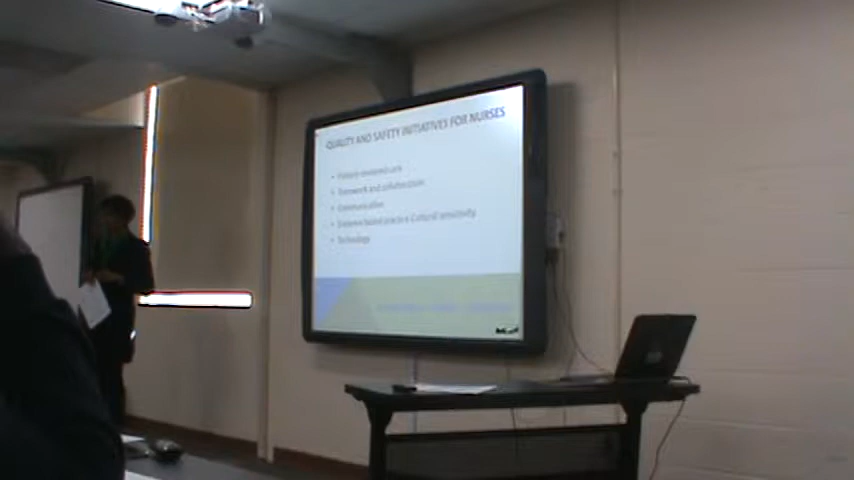 QUALITY AND SAFETY INITIATIVES FOR NURSES
• Patient-centered care
• Teamwork and collaboration
• Communication
• Evidence based practice Cultural sensitivity
• Technology